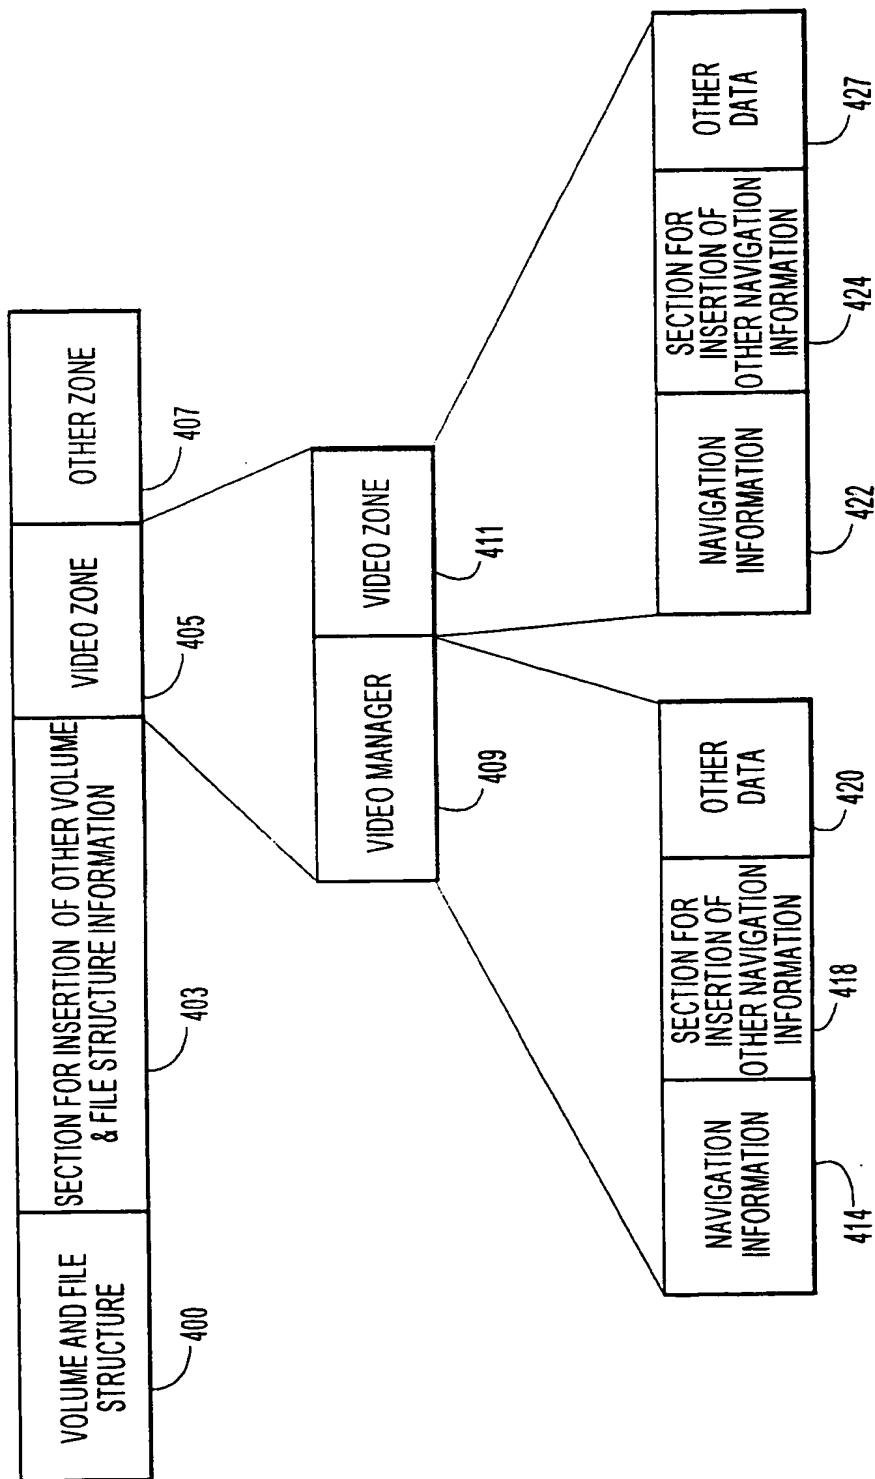 VOLUME AND FILE
STRUCTURE
400
SECTION FOR INSERTION OF OTHER VOLUME
& FILE STRUCTURE INFORMATION
403
VIDEO ZONE
405
OTHER ZONE
407
VIDEO MANAGER
409
VIDEO ZONE
411
NAVIGATION
INFORMATION
414
SECTION FOR
INSERTION OF
OTHER NAVIGATION
INFORMATION
418
OTHER
DATA
420
NAVIGATION
INFORMATION
422
SECTION FOR
INSERTION OF
OTHER NAVIGATION
INFORMATION
424
OTHER
DATA
427